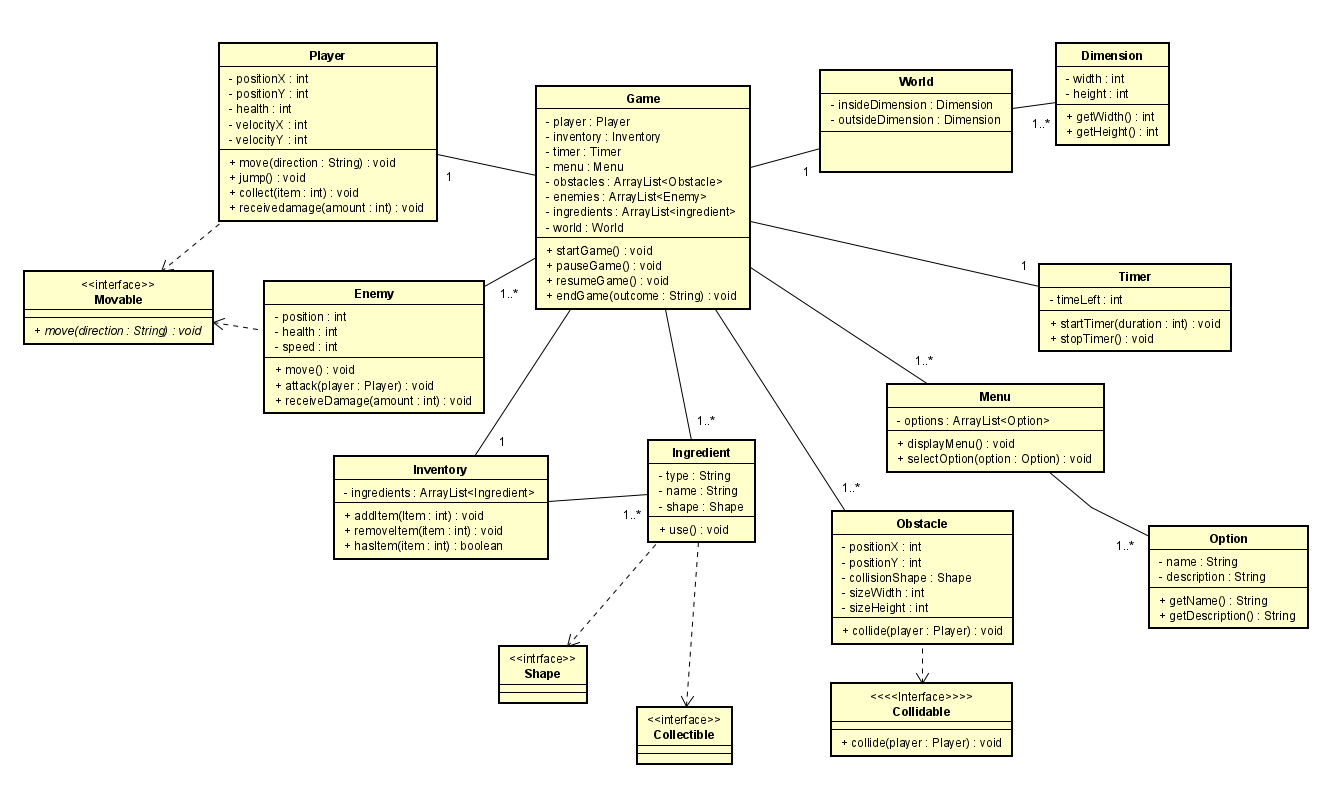 Player
- positionX : int
- positionY : int
- health : int
- velocityX : int
- velocityY : int
+ move(direction : String) : void
+ jump() : void
+ collect(item : int) : void
+ receivedamage(amount : int) : void
1
Game
- player : Player
- inventory : Inventory
- timer : Timer
- menu : Menu
- obstacles : ArrayList<Obstacle>
- enemies : ArrayList<Enemy>
- ingredients : ArrayList<ingredient>
- world : World
+ startGame() : void
+ pauseGame() : void
+ resumeGame() : void
+ endGame(outcome : String) : void
World
- insideDimension : Dimension
- outsideDimension : Dimension
1
Dimension
- width : int
- height : int
+ getWidth() : int
+ getHeight() : int
1..*
<<interface>>
Movable
+ move(direction : String) : void
Enemy
- position : int
- health : int
- speed : int
+ move() : void
+ attack(player : Player) : void
+ receiveDamage(amount : int) : void
1..*
1
Timer
- timeLeft : int
+ startTimer(duration : int) : void
+ stopTimer() : void
1..*
Menu
- options : ArrayList<Option>
+ displayMenu() : void
+ selectOption(option : Option) : void
1
Inventory
- ingredients : ArrayList<Ingredient>
+ addItem(Item : int) : void
+ removeItem(item : int) : void
+ hasItem(item : int) : boolean
1..*
Ingredient
- type : String
- name : String
- shape : Shape
+ use() : void
1..*
1..*
Obstacle
- positionX : int
- positionY : int
- collisionShape : Shape
- sizeWidth : int
- sizeHeight : int
+ collide(player : Player) : void
1..*
Option
- name : String
- description : String
+ getName() : String
+ getDescription() : String
<<intrface>>
Shape
<<interface>>
Collectible
<<<<Interface>>>>
Collidable
+ collide(player : Player) : void